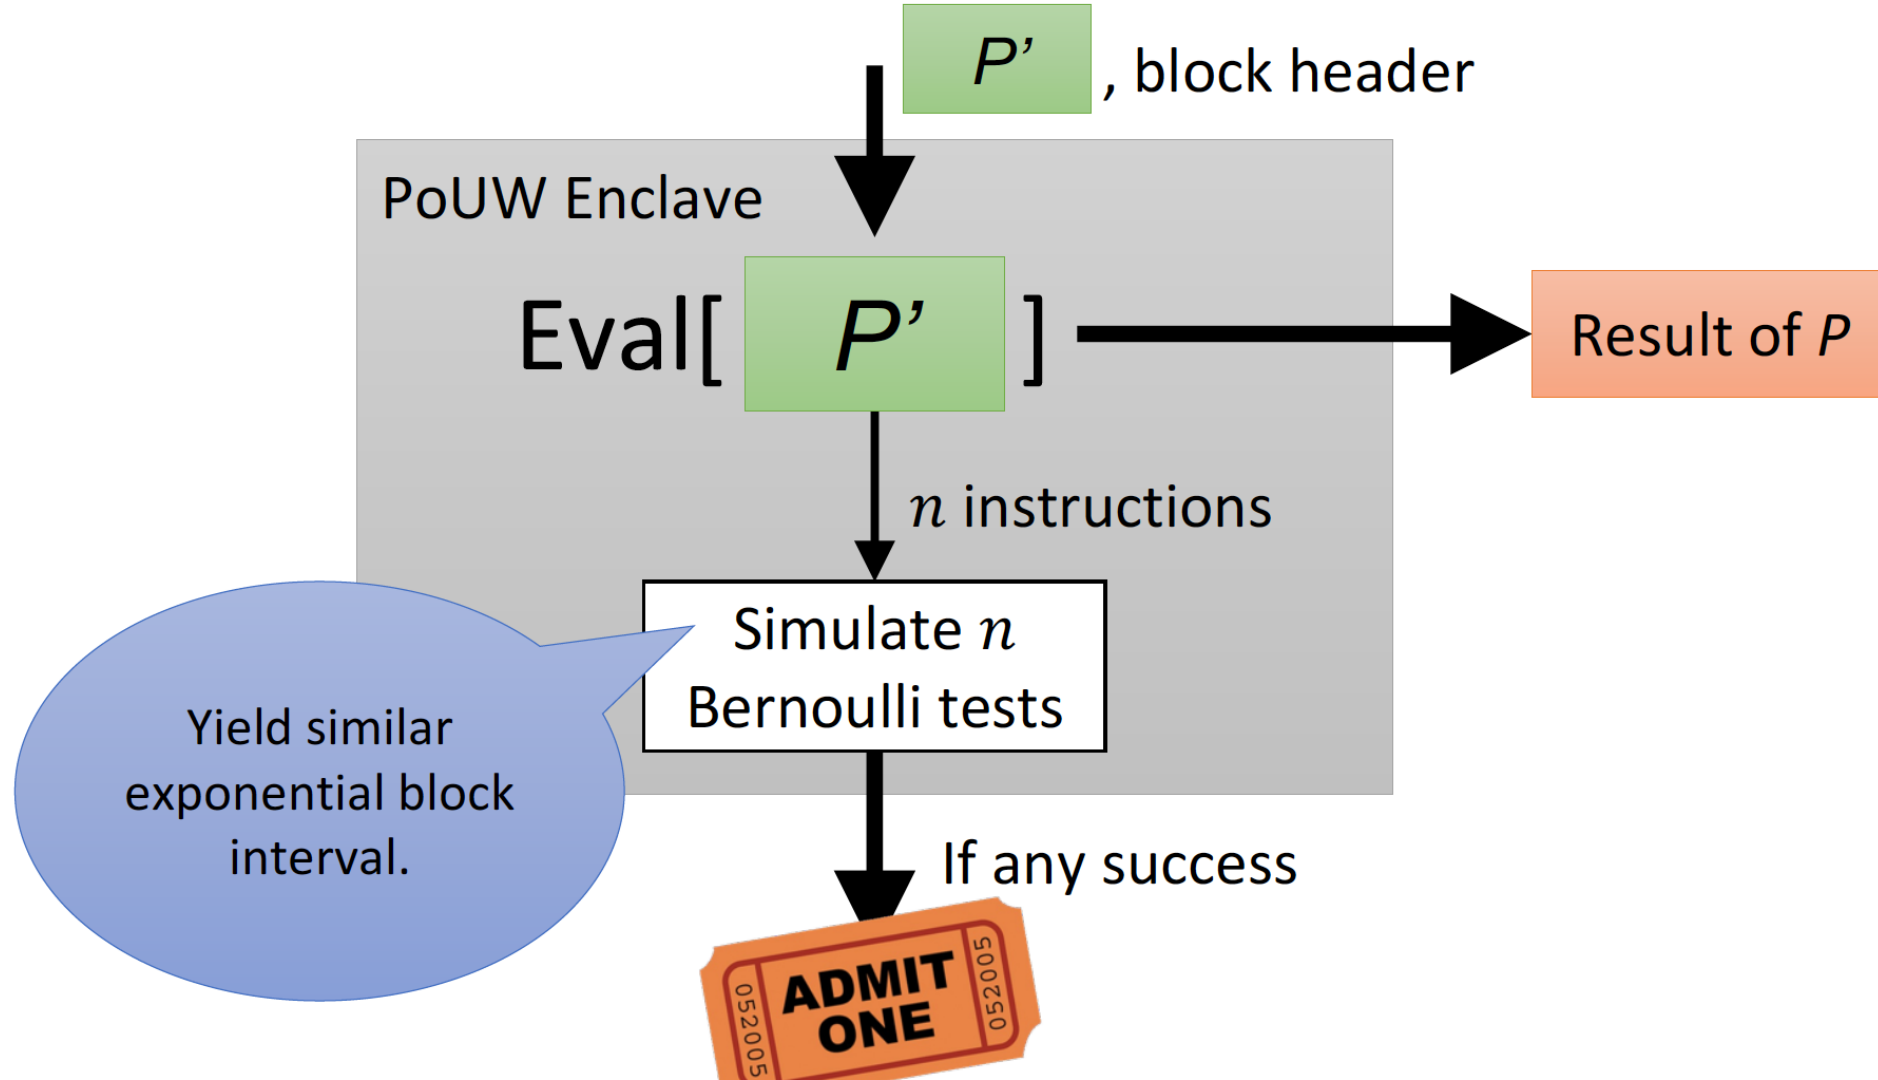 P’ , block header
PoUW Enclave
Eval[ P’ ]
Result of P
n instructions
Simulate n
Bernoulli tests
Yield similar
exponential block
interval.
If any success
052005
ADMIT
ONE
052005